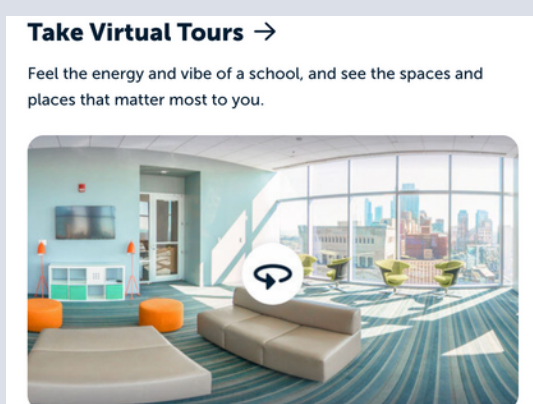 Take Virtual Tours →
Feel the energy and vibe of a school, and see the spaces and
places that matter most to you.